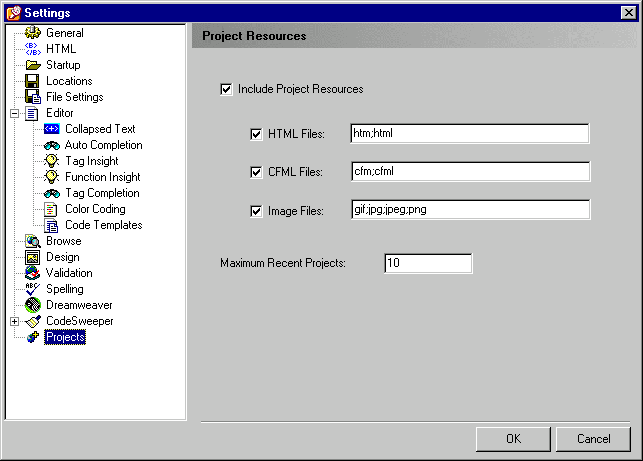 Settings
General
<B>
</B>
HTML
Startup
Locations
File Settings
Editor
Collapsed Text
Auto Completion
Tag Insight
Function Insight
Tag Completion
Color Coding
Code Templates
Browse
Design
Validation
ABC
Spelling
Dreamweaver
CodeSweeper
Projects
Project Resources
Include Project Resources
HTML Files: htm;html
CFML Files: cfm;cfml
Image Files: gif;jpg;jpeg;png
Maximum Recent Projects: 10
OK Cancel